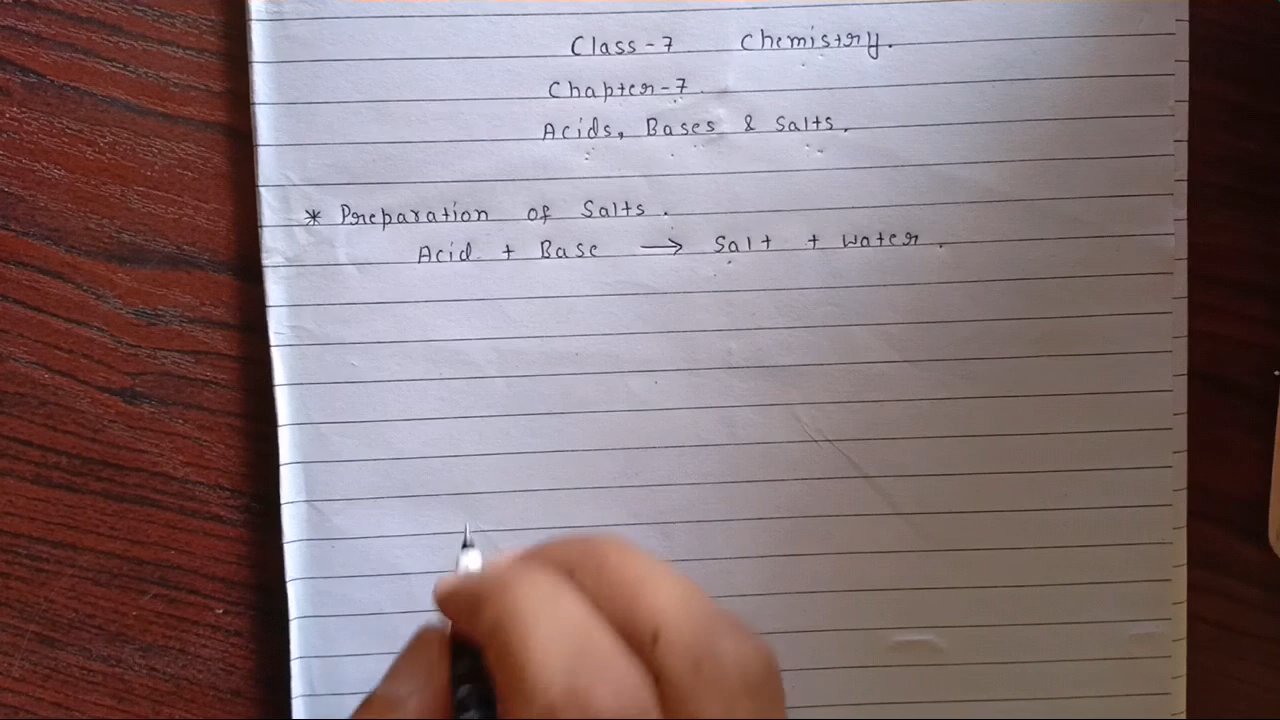 Class-7 Chemistry.
Chapter-7.
Acids, Bases & Salts.
* Preparation of Salts.
Acid + Base → Salt + Water.